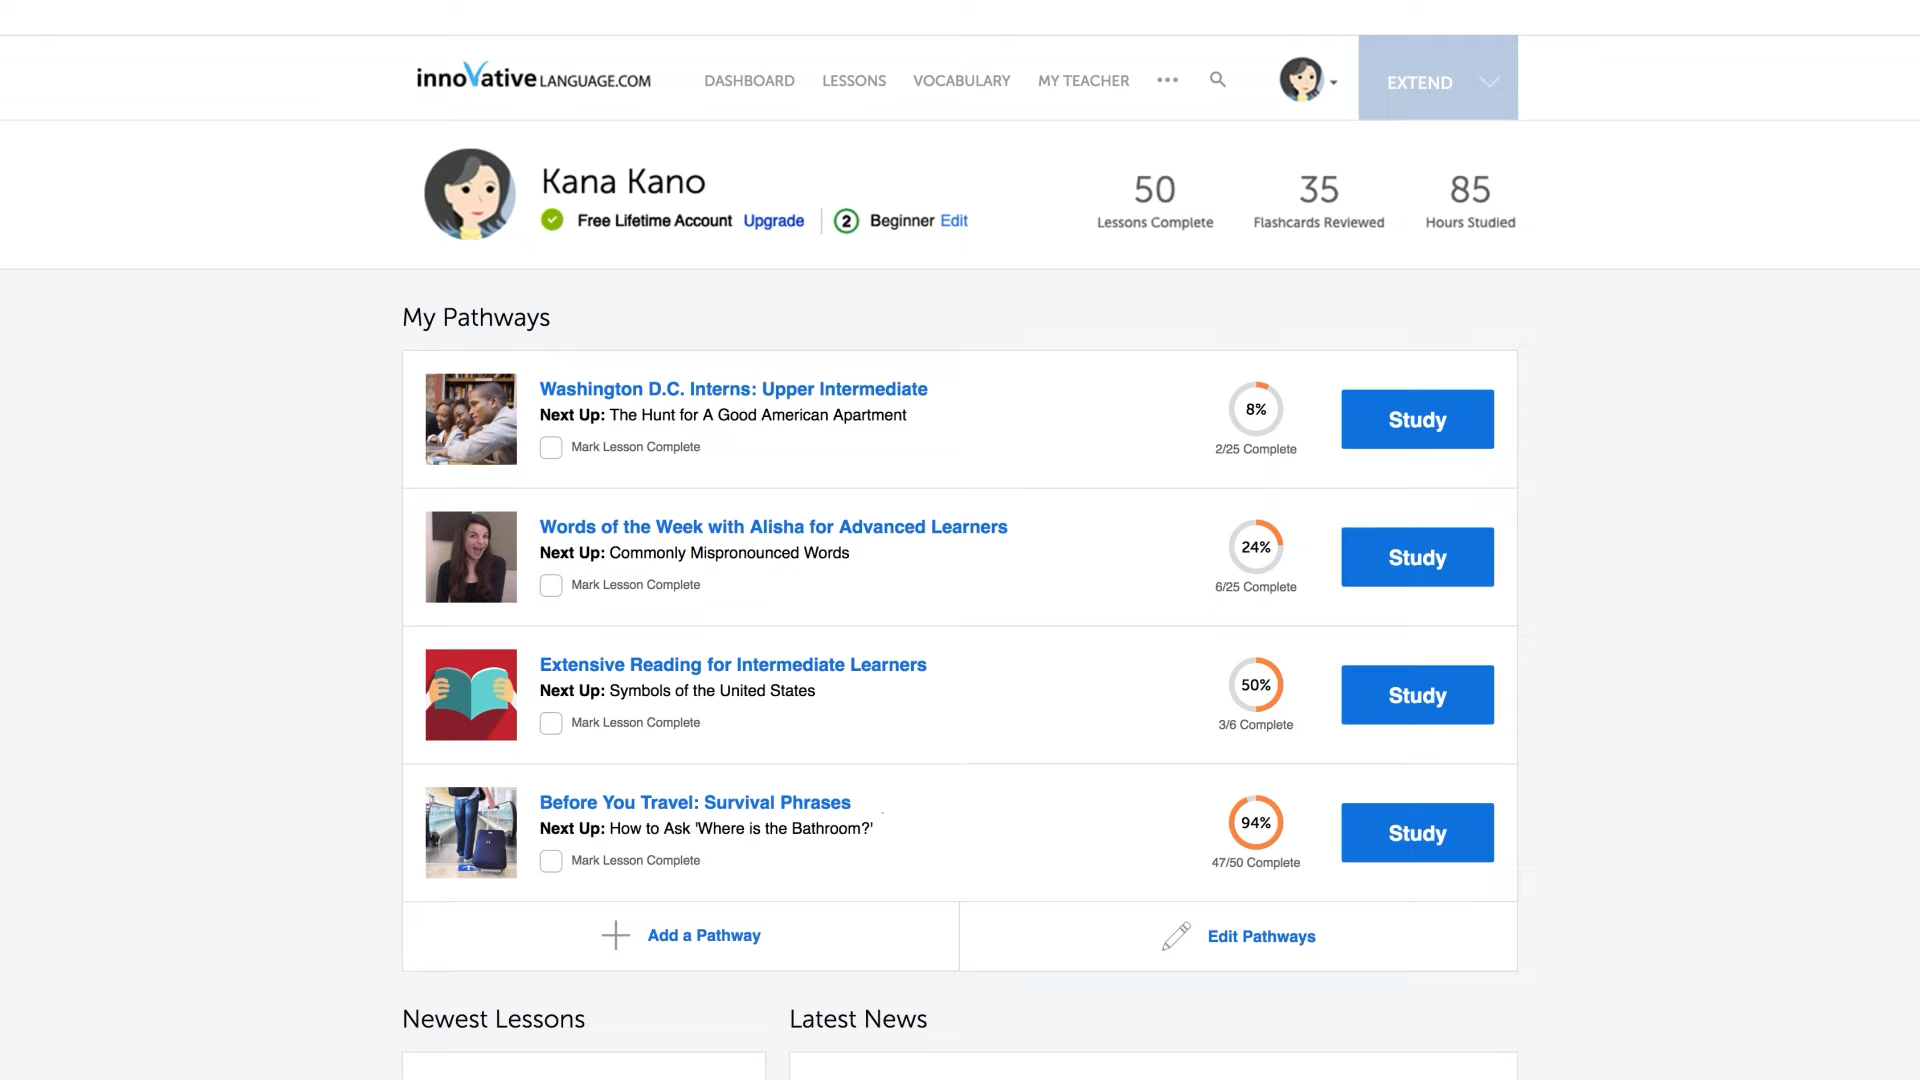 innoVative LANGUAGE.COM
DASHBOARD LESSONS VOCABULARY MY TEACHER EXTEND
Kana Kano
Free Lifetime Account Upgrade 2 Beginner Edit
50 35 85
Lessons Complete Flashcards Reviewed Hours Studied
My Pathways
Washington D.C. Interns: Upper Intermediate
Next Up: The Hunt for A Good American Apartment
Mark Lesson Complete
8%
2/25 Complete
Study
Words of the Week with Alisha for Advanced Learners
Next Up: Commonly Mispronounced Words
Mark Lesson Complete
24%
6/25 Complete
Study
Extensive Reading for Intermediate Learners
Next Up: Symbols of the United States
Mark Lesson Complete
50%
3/6 Complete
Study
Before You Travel: Survival Phrases
Next Up: How to Ask 'Where is the Bathroom?'
Mark Lesson Complete
94%
47/50 Complete
Study
Add a Pathway Edit Pathways
Newest Lessons Latest News